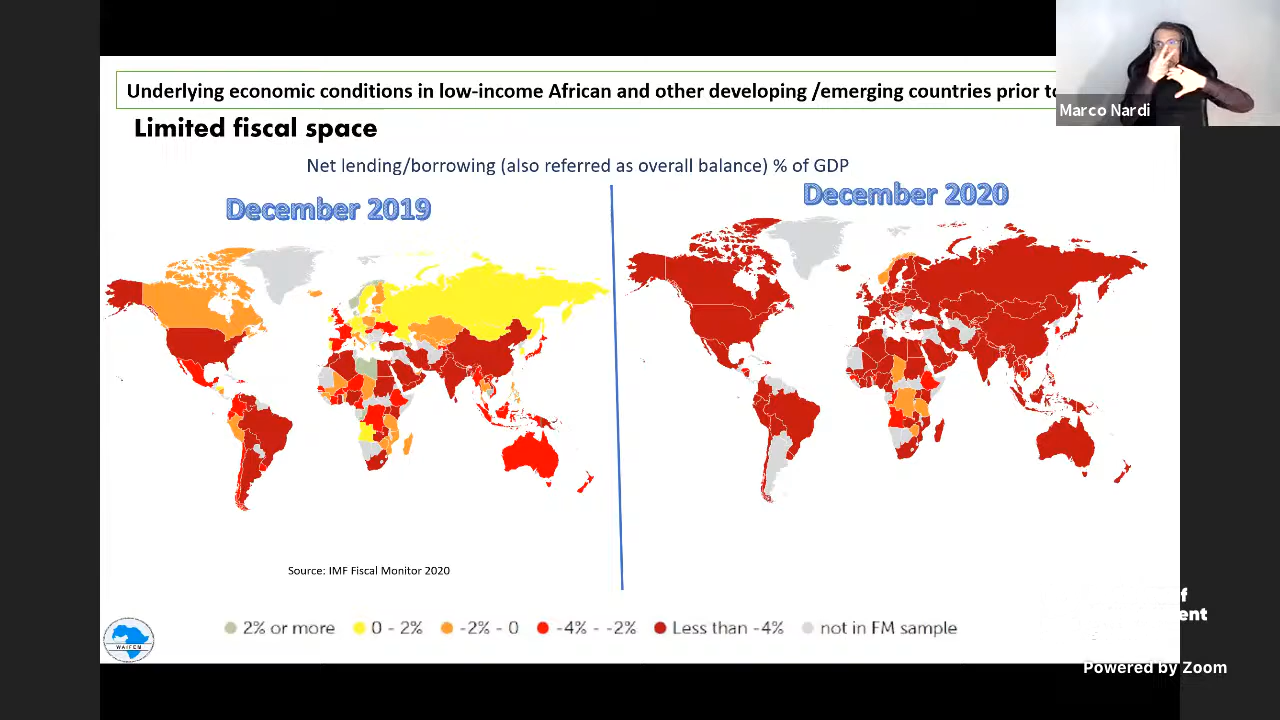 Underlying economic conditions in low-income African and other developing /emerging countries prior to
Marco Nardi
Limited fiscal space
Net lending/borrowing (also referred as overall balance) % of GDP
December 2019
December 2020
Source: IMF Fiscal Monitor 2020
2% or more
0 - 2%
-2% - 0
-4% - -2%
Less than -4%
not in FM sample
WAIFEM
Powered by Zoom